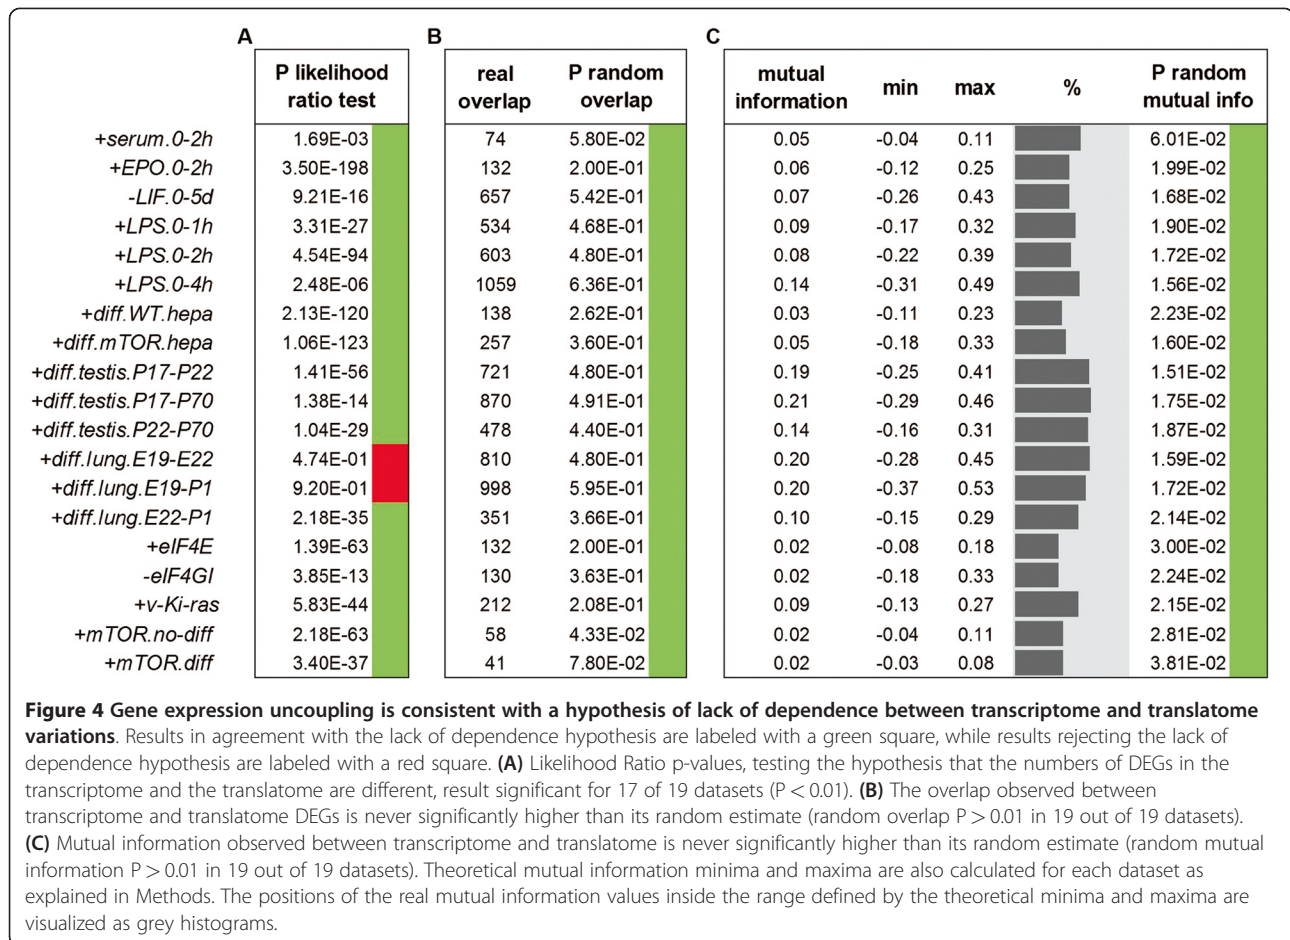 A B C
P likelihood ratio test real overlap P random overlap mutual information min max % P random mutual info
+serum.0-2h 1.69E-03 74 5.80E-02 0.05 -0.04 0.11 6.01E-02
+EPO.0-2h 3.50E-198 132 2.00E-01 0.06 -0.12 0.25 1.99E-02
-LIF.0-5d 9.21E-16 657 5.42E-01 0.07 -0.26 0.43 1.68E-02
+LPS.0-1h 3.31E-27 534 4.68E-01 0.09 -0.17 0.32 1.90E-02
+LPS.0-2h 4.54E-94 603 4.80E-01 0.08 -0.22 0.39 1.72E-02
+LPS.0-4h 2.48E-06 1059 6.36E-01 0.14 -0.31 0.49 1.56E-02
+diff.WT.hepa 2.13E-120 138 2.62E-01 0.03 -0.11 0.23 2.23E-02
+diff.mTOR.hepa 1.06E-123 257 3.60E-01 0.05 -0.18 0.33 1.60E-02
+diff.testis.P17-P22 1.41E-56 721 4.80E-01 0.19 -0.25 0.41 1.51E-02
+diff.testis.P17-P70 1.38E-14 870 4.91E-01 0.21 -0.29 0.46 1.75E-02
+diff.testis.P22-P70 1.04E-29 478 4.40E-01 0.14 -0.16 0.31 1.87E-02
+diff.lung.E19-E22 4.74E-01 810 4.80E-01 0.20 -0.28 0.45 1.59E-02
+diff.lung.E19-P1 9.20E-01 998 5.95E-01 0.20 -0.37 0.53 1.72E-02
+diff.lung.E22-P1 2.18E-35 351 3.66E-01 0.10 -0.15 0.29 2.14E-02
+eIF4E 1.39E-63 132 2.00E-01 0.02 -0.08 0.18 3.00E-02
-eIF4GI 3.85E-13 130 3.63E-01 0.02 -0.18 0.33 2.24E-02
+v-Ki-ras 5.83E-44 212 2.08E-01 0.09 -0.13 0.27 2.15E-02
+mTOR.no-diff 2.18E-63 58 4.33E-02 0.02 -0.04 0.11 2.81E-02
+mTOR.diff 3.40E-37 41 7.80E-02 0.02 -0.03 0.08 3.81E-02
Figure 4 Gene expression uncoupling is consistent with a hypothesis of lack of dependence between transcriptome and translatome
variations. Results in agreement with the lack of dependence hypothesis are labeled with a green square, while results rejecting the lack of
dependence hypothesis are labeled with a red square. (A) Likelihood Ratio p-values, testing the hypothesis that the numbers of DEGs in the
transcriptome and the translatome are different, result significant for 17 of 19 datasets (P < 0.01). (B) The overlap observed between
transcriptome and translatome DEGs is never significantly higher than its random estimate (random overlap P > 0.01 in 19 out of 19 datasets).
(C) Mutual information observed between transcriptome and translatome is never significantly higher than its random estimate (random mutual
information P > 0.01 in 19 out of 19 datasets). Theoretical mutual information minima and maxima are also calculated for each dataset as
explained in Methods. The positions of the real mutual information values inside the range defined by the theoretical minima and maxima are
visualized as grey histograms.